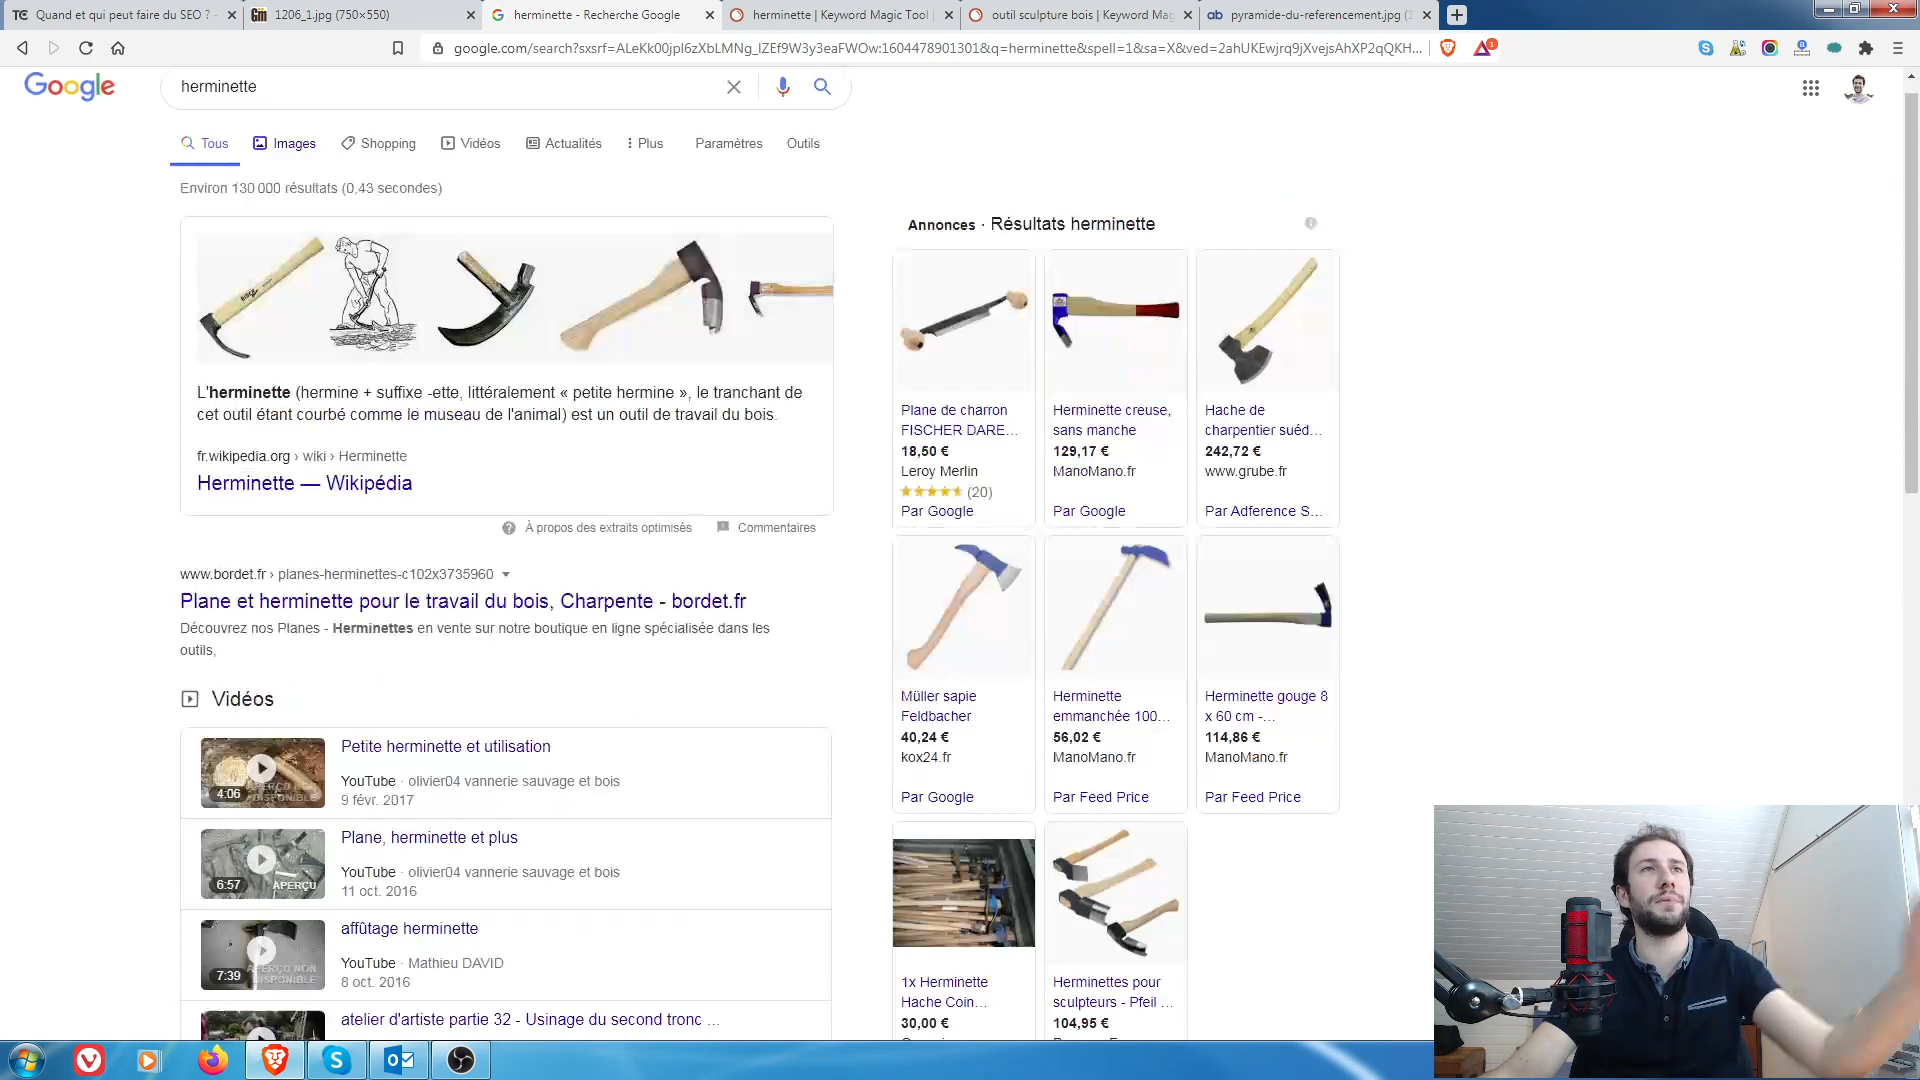 Quand et qui peut faire du SEO ? -
1206_1.jpg (750×550)
herminette - Recherche Google
herminette | Keyword Magic Tool |
outil sculpture bois | Keyword Mag
pyramide-du-referencement.jpg (2
google.com/search?sxsrf=ALeKk00jpl6zXbLMNg_IZEf9W3y3eaFWOw:1604478901301&q=herminette&spell=1&sa=X&ved=2ahUKEwjrq9jXvejsAhXP2qQKH...
1
Google
herminette
Tous
Images
Shopping
Vidéos
Actualités
Plus
Paramètres
Outils
Environ 130 000 résultats (0,43 secondes)
L'herminette (hermine + suffixe -ette, littéralement « petite hermine », le tranchant de
cet outil étant courbé comme le museau de l'animal) est un outil de travail du bois.
fr.wikipedia.org › wiki › Herminette
Herminette — Wikipédia
À propos des extraits optimisés
Commentaires
www.bordet.fr › planes-herminettes-c102x3735960
Plane et herminette pour le travail du bois, Charpente - bordet.fr
Découvrez nos Planes - Herminettes en vente sur notre boutique en ligne spécialisée dans les
outils,
Vidéos
4:06
Petite herminette et utilisation
YouTube · olivier04 vannerie sauvage et bois
9 févr. 2017
APERÇU
6:57
Plane, herminette et plus
YouTube · olivier04 vannerie sauvage et bois
11 oct. 2016
APERÇU NON
DISPONIBLE
7:39
affûtage herminette
YouTube · Mathieu DAVID
8 oct. 2016
atelier d'artiste partie 32 - Usinage du second tronc ...
Annonces · Résultats herminette
Plane de charron
FISCHER DARE...
18,50 €
Leroy Merlin
(20)
Par Google
Herminette creuse,
sans manche
129,17 €
ManoMano.fr
Par Google
Hache de
charpentier suéd...
242,72 €
www.grube.fr
Par Adference S...
Müller sapie
Feldbacher
40,24 €
kox24.fr
Par Google
Herminette
emmanchée 100...
56,02 €
ManoMano.fr
Par Feed Price
Herminette gouge 8
x 60 cm -...
114,86 €
ManoMano.fr
Par Feed Price
1x Herminette
Hache Coin...
30,00 €
Herminettes pour
sculpteurs - Pfeil ...
104,95 €